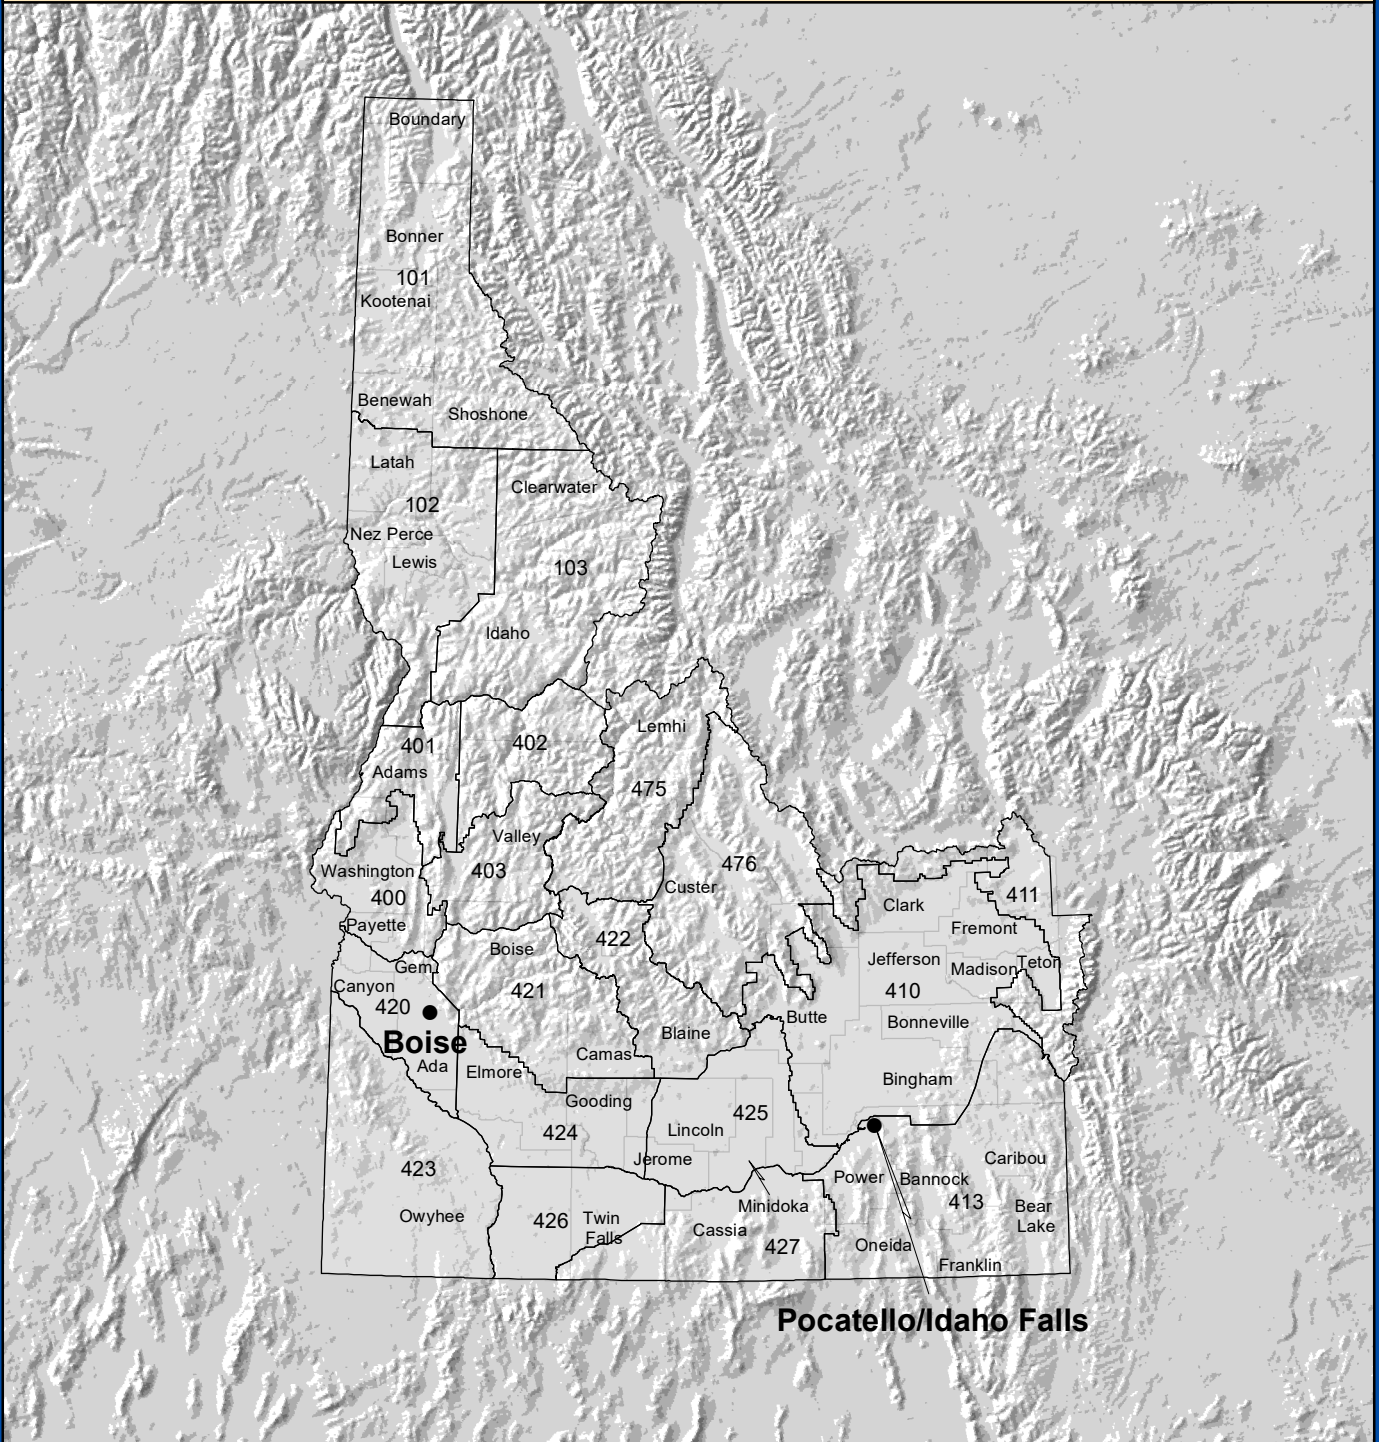 Boundary
Bonner
101
Kootenai
Benewah
Shoshone
Latah
Clearwater
102
Nez Perce
Lewis
103
Idaho
Lemhi
401
402
Adams
475
Valley
476
Washington
403
Custer
400
411
Clark
Payette
Fremont
422
Boise
Jefferson
Gem
Madison
Teton
Canyon
421
410
420
Butte
Bonneville
Blaine
Boise
Camas
Ada
Elmore
Bingham
Gooding
425
424
Lincoln
Jerome
Caribou
423
Power
Bannock
413
Minidoka
Bear
Lake
Owyhee
426
Twin
Falls
Cassia
427
Oneida
Franklin
Pocatello/Idaho Falls